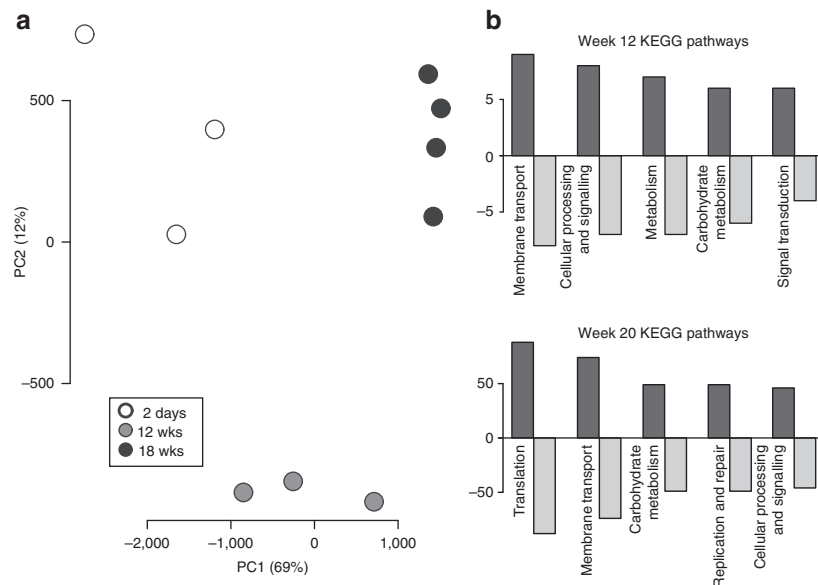 a
500
0
−500
PC2 (12%)
2 days
12 wks
18 wks
−2,000
−1,000
0
1,000
PC1 (69%)
b
Week 12 KEGG pathways
5
0
−5
Membrane transport
Cellular processing
and signalling
Metabolism
Carbohydrate
metabolism
Signal transduction
Week 20 KEGG pathways
50
0
−50
Translation
Membrane transport
Carbohydrate
metabolism
Replication and repair
Cellular processing
and signalling